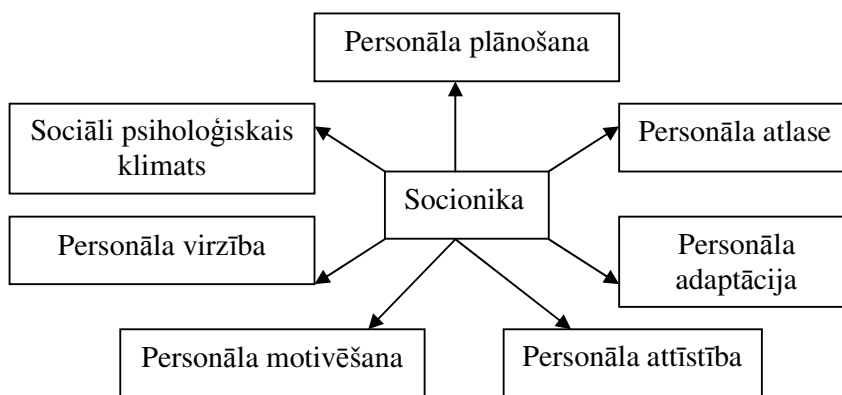 Personāla plānošana
Sociāli psiholoģiskais
klimats
Personāla atlase
Socionika
Personāla virzība
Personāla
adaptācija
Personāla motivēšana
Personāla attīstība